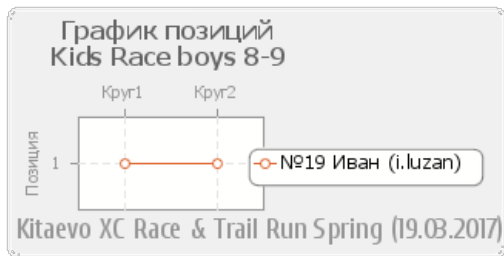 График позиций
Kids Race boys 8-9
Круг1 Круг2
Позиция
1
№19 Иван (i.luzan)
Kitaevo XC Race & Trail Run Spring (19.03.2017)